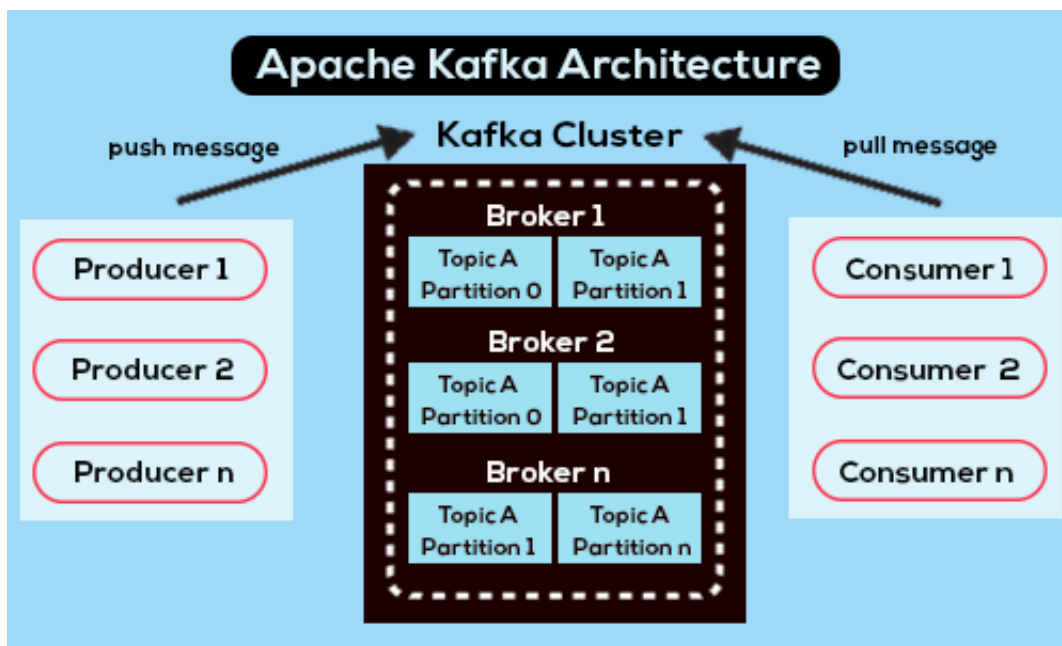 Apache Kafka Architecture
push message
Kafka Cluster
pull message
Producer 1
Producer 2
Producer n
Broker 1
Topic A
Partition 0
Topic A
Partition 1
Broker 2
Topic A
Partition 0
Topic A
Partition 1
Broker n
Topic A
Partition 1
Topic A
Partition n
Consumer 1
Consumer 2
Consumer n